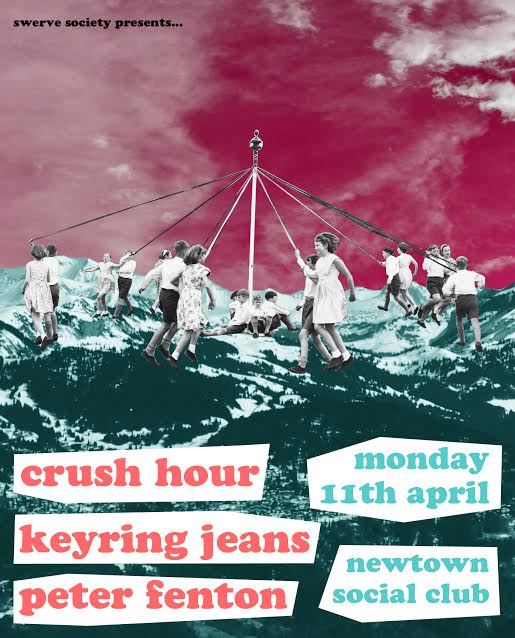 swerve society presents...
crush hour
keyring jeans
peter fenton
monday
11th april
newtown
social club